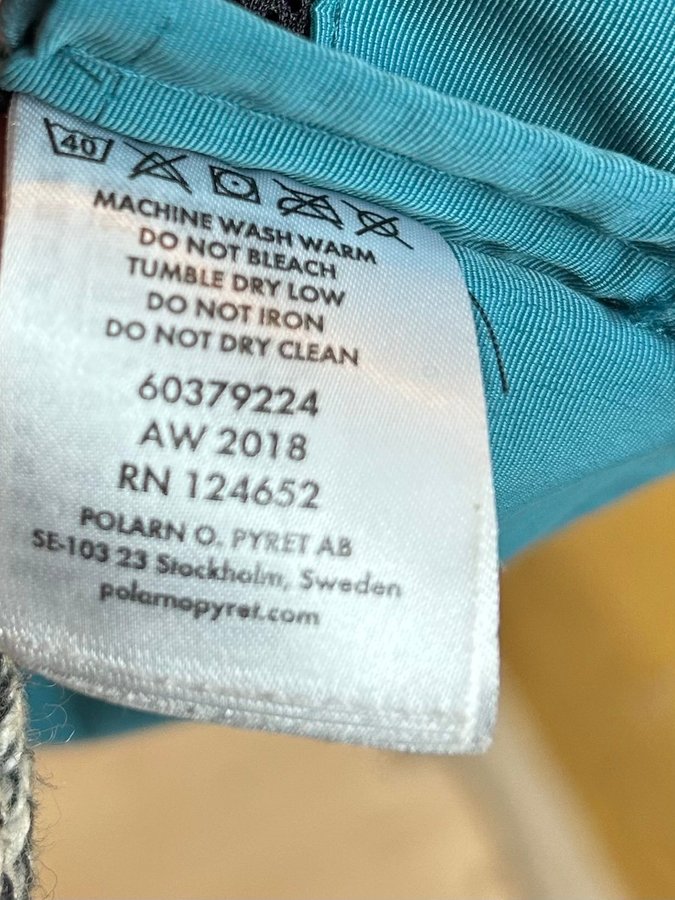 40
MACHINE WASH WARM
DO NOT BLEACH
TUMBLE DRY LOW
DO NOT IRON
DO NOT DRY CLEAN
60379224
AW 2018
RN 124652
POLARN O. PYRET AB
SE-103 23 Stockholm, Sweden
polarnopyret.com